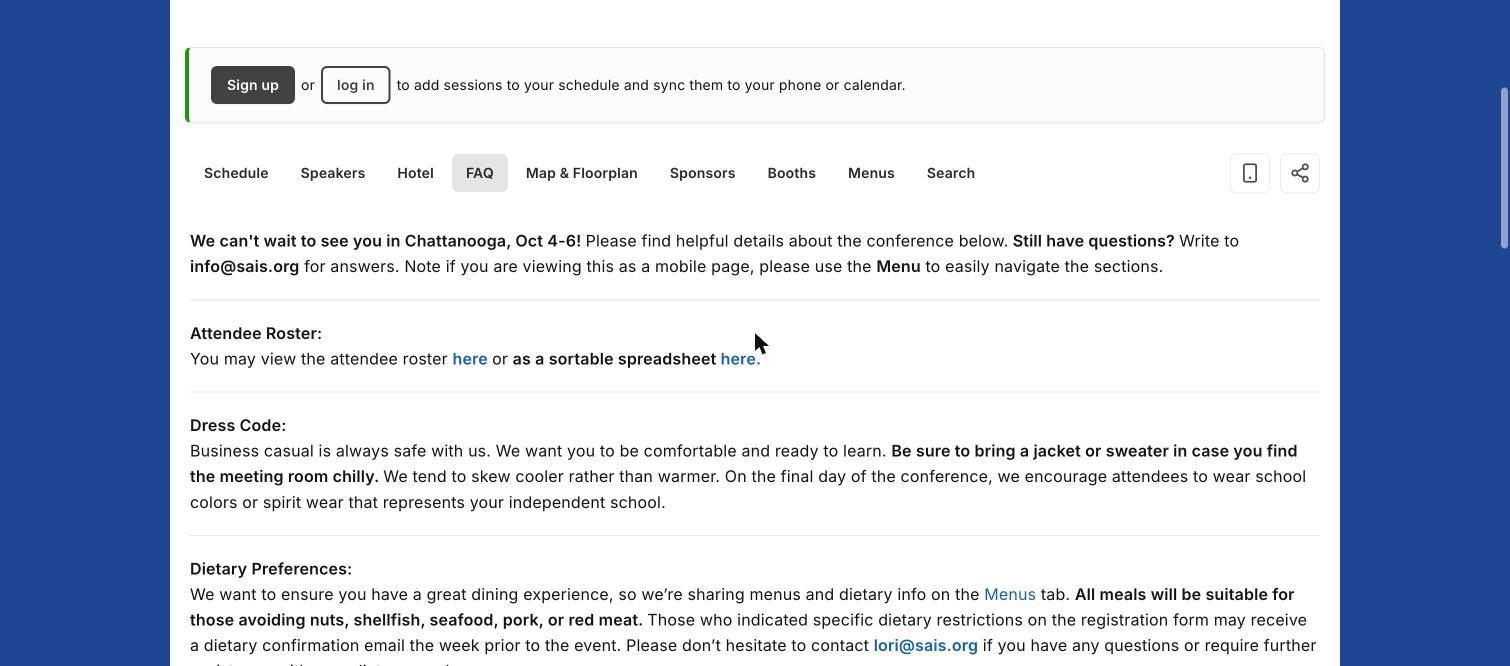 Sign up or log in to add sessions to your schedule and sync them to your phone or calendar.
Schedule Speakers Hotel FAQ Map & Floorplan Sponsors Booths Menus Search
We can't wait to see you in Chattanooga, Oct 4-6! Please find helpful details about the conference below. Still have questions? Write to
info@sais.org for answers. Note if you are viewing this as a mobile page, please use the Menu to easily navigate the sections.
Attendee Roster:
You may view the attendee roster here or as a sortable spreadsheet here.
Dress Code:
Business casual is always safe with us. We want you to be comfortable and ready to learn. Be sure to bring a jacket or sweater in case you find
the meeting room chilly. We tend to skew cooler rather than warmer. On the final day of the conference, we encourage attendees to wear school
colors or spirit wear that represents your independent school.
Dietary Preferences:
We want to ensure you have a great dining experience, so we’re sharing menus and dietary info on the Menus tab. All meals will be suitable for
those avoiding nuts, shellfish, seafood, pork, or red meat. Those who indicated specific dietary restrictions on the registration form may receive
a dietary confirmation email the week prior to the event. Please don’t hesitate to contact lori@sais.org if you have any questions or require further